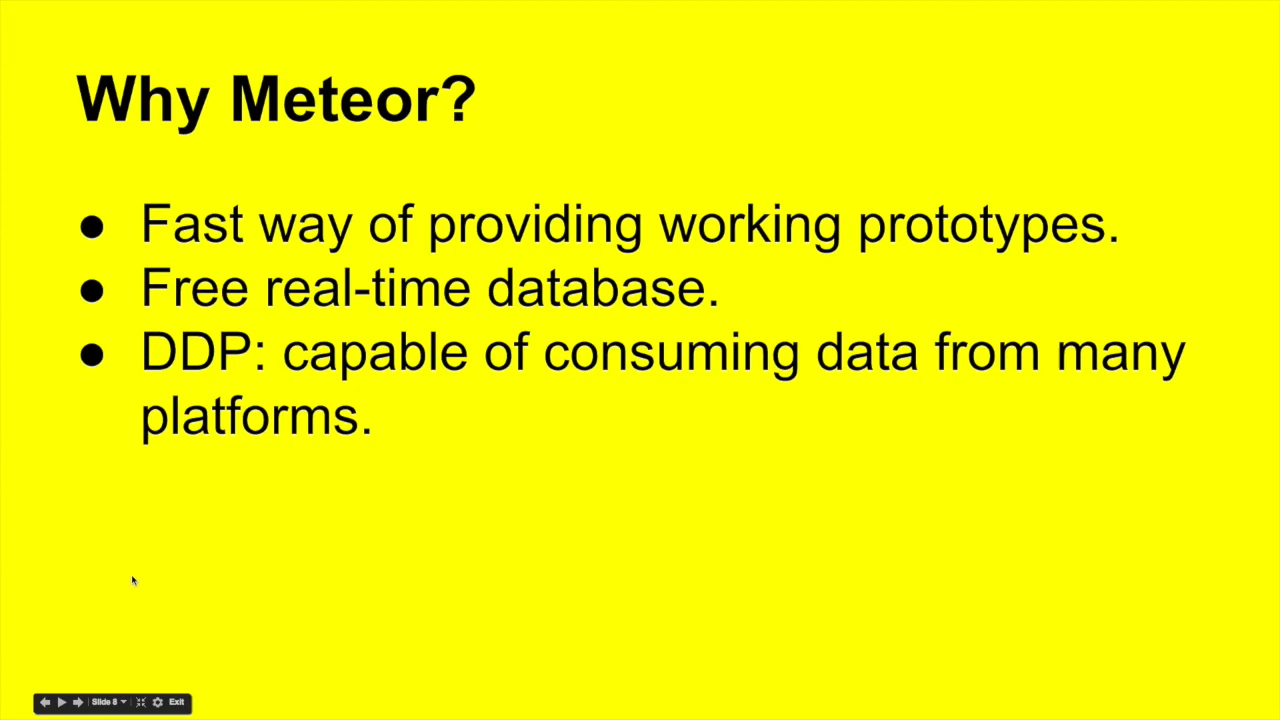 Why Meteor?
● Fast way of providing working prototypes.
● Free real-time database.
● DDP: capable of consuming data from many
platforms.
Slide 8 Exit